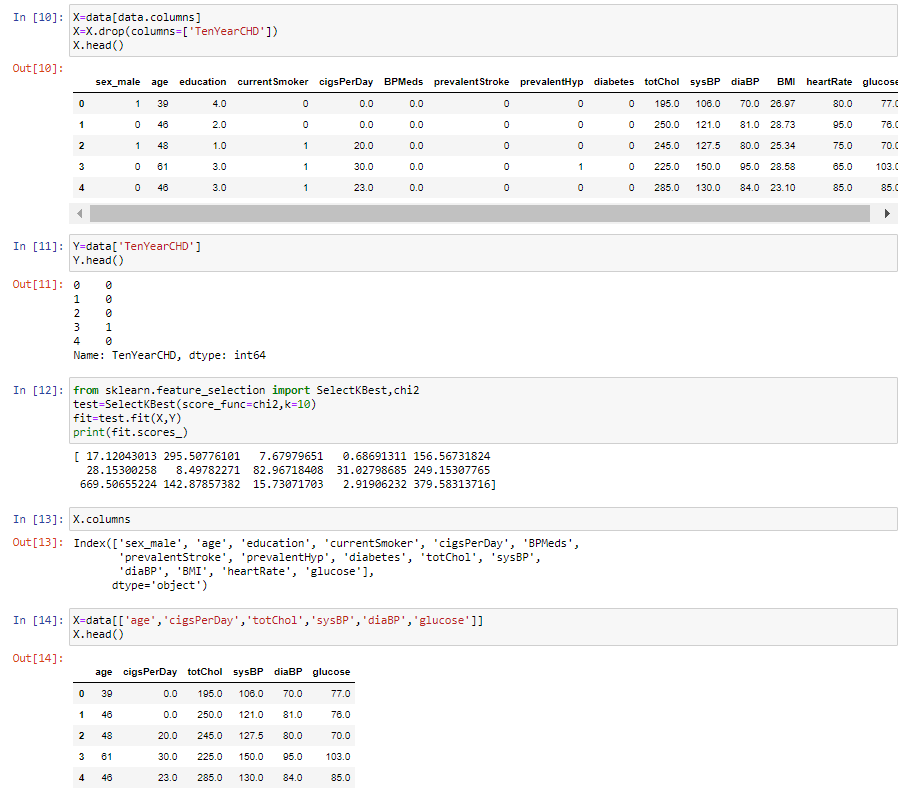 In [10]: X=data[data.columns]
X=X.drop(columns=['TenYearCHD'])
X.head()
Out[10]:
sex_male age education currentSmoker cigsPerDay BPMeds prevalentStroke prevalentHyp diabetes totChol sysBP diaBP BMI heartRate glucose
0 1 39 4.0 0 0.0 0.0 0 0 0 195.0 106.0 70.0 26.97 80.0 77.0
1 0 46 2.0 0 0.0 0.0 0 0 0 250.0 121.0 81.0 28.73 95.0 76.0
2 1 48 1.0 1 20.0 0.0 0 0 0 245.0 127.5 80.0 25.34 75.0 70.0
3 0 61 3.0 1 30.0 0.0 0 1 0 225.0 150.0 95.0 28.58 65.0 103.0
4 0 46 3.0 1 23.0 0.0 0 0 0 285.0 130.0 84.0 23.10 85.0 85.0
In [11]: Y=data['TenYearCHD']
Y.head()
Out[11]: 0 0
1 0
2 0
3 1
4 0
Name: TenYearCHD, dtype: int64
In [12]: from sklearn.feature_selection import SelectKBest,chi2
test=SelectKBest(score_func=chi2,k=10)
fit=test.fit(X,Y)
print(fit.scores_)
[ 17.12043013 295.50776101 7.67979651 0.68691311 156.56731824
28.15300258 8.49782271 82.96718408 31.02798685 249.15307765
669.50655224 142.87857382 15.73071703 2.91906232 379.58313716]
In [13]: X.columns
Out[13]: Index(['sex_male', 'age', 'education', 'currentSmoker', 'cigsPerDay', 'BPMeds',
'prevalentStroke', 'prevalentHyp', 'diabetes', 'totChol', 'sysBP',
'diaBP', 'BMI', 'heartRate', 'glucose'],
dtype='object')
In [14]: X=data[['age','cigsPerDay','totChol','sysBP','diaBP','glucose']]
X.head()
Out[14]:
age cigsPerDay totChol sysBP diaBP glucose
0 39 0.0 195.0 106.0 70.0 77.0
1 46 0.0 250.0 121.0 81.0 76.0
2 48 20.0 245.0 127.5 80.0 70.0
3 61 30.0 225.0 150.0 95.0 103.0
4 46 23.0 285.0 130.0 84.0 85.0